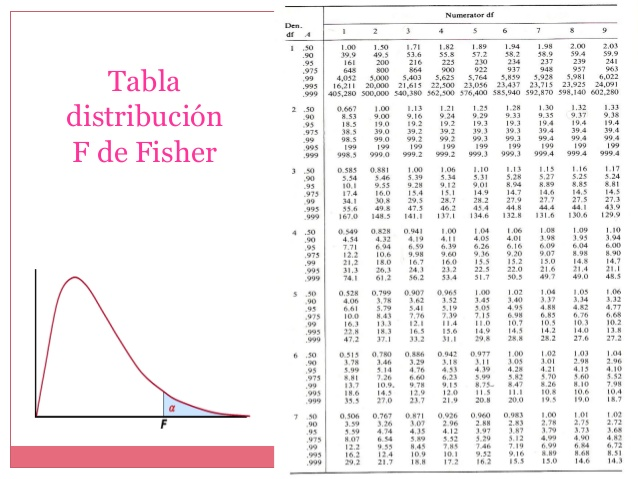 Tabla
distribución
F de Fisher
α
F
Numerator df
Den.
df A 1 2 3 4 5 6 7 8 9
1 .50 1.00 1.50 1.71 1.82 1.89 1.94 1.98 2.00 2.03
.90 39.9 49.5 53.6 55.8 57.2 58.2 58.9 59.4 59.9
.95 161 200 216 225 230 234 237 239 241
.975 648 800 864 900 922 937 948 957 963
.99 4,052 5,000 5,403 5,625 5,764 5,859 5,928 5,981 6,022
.995 16,211 20,000 21,615 22,500 23,056 23,437 23,715 23,925 24,091
.999 405,280 500,000 540,380 562,500 576,400 585,940 592,870 598,140 602,280
2 .50 0.667 1.00 1.13 1.21 1.25 1.28 1.30 1.32 1.33
.90 8.53 9.00 9.16 9.24 9.29 9.33 9.35 9.37 9.38
.95 18.5 19.0 19.2 19.2 19.3 19.3 19.4 19.4 19.4
.975 38.5 39.0 39.2 39.2 39.3 39.3 39.4 39.4 39.4
.99 98.5 99.0 99.2 99.2 99.3 99.3 99.4 99.4 99.4
.995 199 199 199 199 199 199 199 199 199
.999 998.5 999.0 999.2 999.2 999.3 999.3 999.4 999.4 999.4
3 .50 0.585 0.881 1.00 1.06 1.10 1.13 1.15 1.16 1.17
.90 5.54 5.46 5.39 5.34 5.31 5.28 5.27 5.25 5.24
.95 10.1 9.55 9.28 9.12 9.01 8.94 8.89 8.85 8.81
.975 17.4 16.0 15.4 15.1 14.9 14.7 14.6 14.5 14.5
.99 34.1 30.8 29.5 28.7 28.2 27.9 27.7 27.5 27.3
.995 55.6 49.8 47.5 46.2 45.4 44.8 44.4 44.1 43.9
.999 167.0 148.5 141.1 137.1 134.6 132.8 131.6 130.6 129.9
4 .50 0.549 0.828 0.941 1.00 1.04 1.06 1.08 1.09 1.10
.90 4.54 4.32 4.19 4.11 4.05 4.01 3.98 3.95 3.94
.95 7.71 6.94 6.59 6.39 6.26 6.16 6.09 6.04 6.00
.975 12.2 10.6 9.98 9.60 9.36 9.20 9.07 8.98 8.90
.99 21.2 18.0 16.7 16.0 15.5 15.2 15.0 14.8 14.7
.995 31.3 26.3 24.3 23.2 22.5 22.0 21.6 21.4 21.1
.999 74.1 61.2 56.2 53.4 51.7 50.5 49.7 49.0 48.5
5 .50 0.528 0.799 0.907 0.965 1.00 1.02 1.04 1.05 1.06
.90 4.06 3.78 3.62 3.52 3.45 3.40 3.37 3.34 3.32
.95 6.61 5.79 5.41 5.19 5.05 4.95 4.88 4.82 4.77
.975 10.0 8.43 7.76 7.39 7.15 6.98 6.85 6.76 6.68
.99 16.3 13.3 12.1 11.4 11.0 10.7 10.5 10.3 10.2
.995 22.8 18.3 16.5 15.6 14.9 14.5 14.2 14.0 13.8
.999 47.2 37.1 33.2 31.1 29.8 28.8 28.2 27.6 27.2
6 .50 0.515 0.780 0.886 0.942 0.977 1.00 1.02 1.03 1.04
.90 3.78 3.46 3.29 3.18 3.11 3.05 3.01 2.98 2.96
.95 5.99 5.14 4.76 4.53 4.39 4.28 4.21 4.15 4.10
.975 8.81 7.26 6.60 6.23 5.99 5.82 5.70 5.60 5.52
.99 13.7 10.9 9.78 9.15 8.75 8.47 8.26 8.10 7.98
.995 18.6 14.5 12.9 12.0 11.5 11.1 10.8 10.6 10.4
.999 35.5 27.0 23.7 21.9 20.8 20.0 19.5 19.0 18.7
7 .50 0.506 0.767 0.871 0.926 0.960 0.983 1.00 1.01 1.02
.90 3.59 3.26 3.07 2.96 2.88 2.83 2.78 2.75 2.72
.95 5.59 4.74 4.35 4.12 3.97 3.87 3.79 3.73 3.68
.975 8.07 6.54 5.89 5.52 5.29 5.12 4.99 4.90 4.82
.99 12.2 9.55 8.45 7.85 7.46 7.19 6.99 6.84 6.72
.995 16.2 12.4 10.9 10.1 9.52 9.16 8.89 8.68 8.51
.999 29.2 21.7 18.8 17.2 16.2 15.5 15.0 14.6 14.3